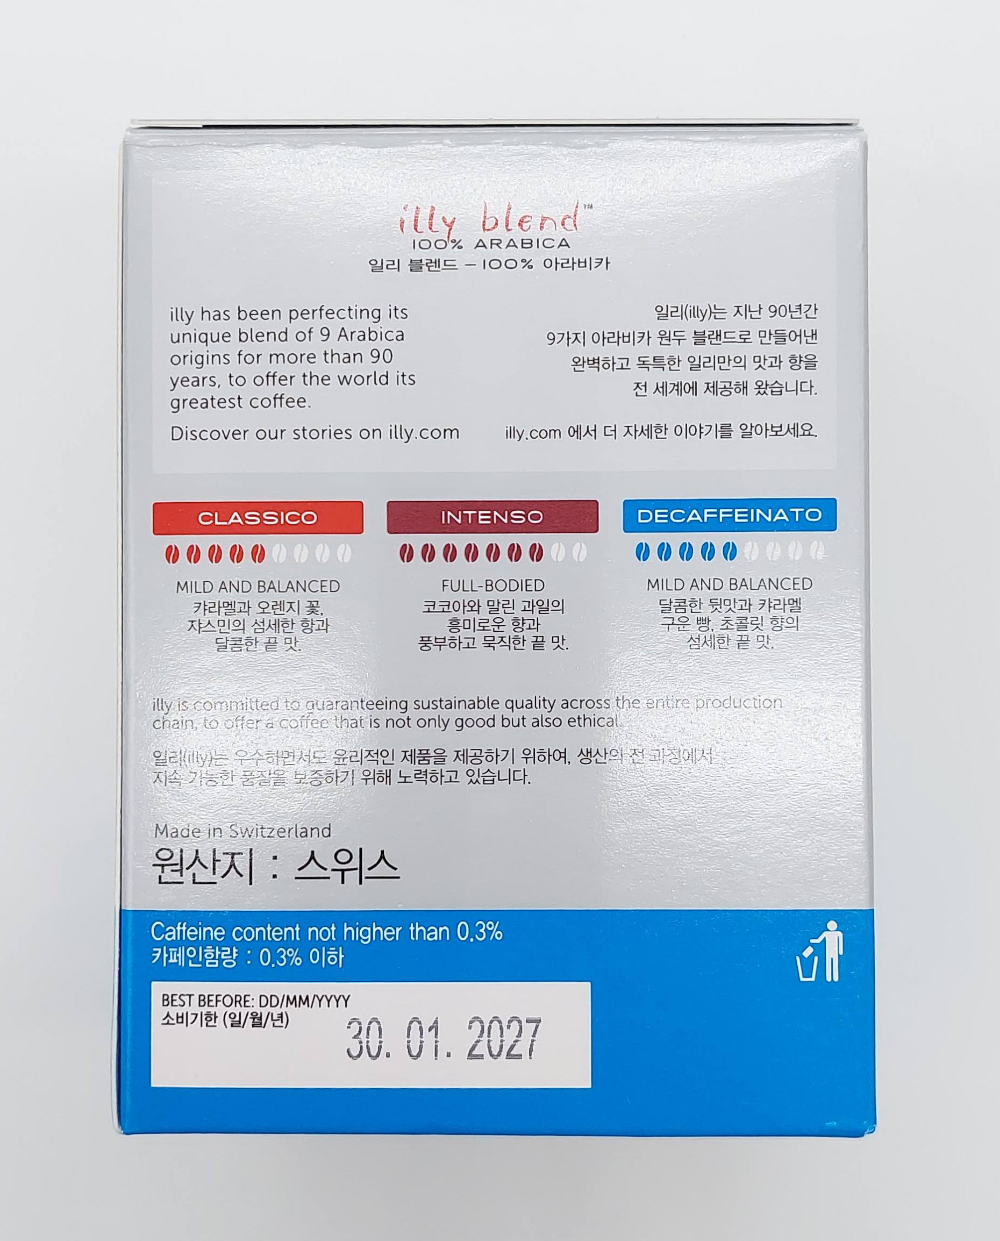 illy blend™
100% ARABICA
일리 블렌드 – 100% 아라비카
illy has been perfecting its
unique blend of 9 Arabica
origins for more than 90
years, to offer the world its
greatest coffee.
Discover our stories on illy.com
일리(illy)는 지난 90년간
9가지 아라비카 원두 블랜드로 만들어낸
완벽하고 독특한 일리만의 맛과 향을
전 세계에 제공해 왔습니다.
illy.com 에서 더 자세한 이야기를 알아보세요.
CLASSICO
MILD AND BALANCED
캬라멜과 오렌지 꽃,
쟈스민의 섬세한 향과
달콤한 끝 맛.
INTENSO
FULL-BODIED
코코아와 말린 과일의
흥미로운 향과
풍부하고 묵직한 끝 맛.
DECAFFEINATO
MILD AND BALANCED
달콤한 뒷맛과 캬라멜
구운 빵, 초콜릿 향의
섬세한 끝 맛.
illy is committed to guaranteeing sustainable quality across the entire production
chain, to offer a coffee that is not only good but also ethical.
일리(illy)는 우수하면서도 윤리적인 제품을 제공하기 위하여, 생산의 전 과정에서
지속 가능한 품질을 보증하기 위해 노력하고 있습니다.
Made in Switzerland
원산지 : 스위스
Caffeine content not higher than 0.3%
카페인함량 : 0.3% 이하
BEST BEFORE: DD/MM/YYYY
소비기한 (일/월/년)
30. 01. 2027